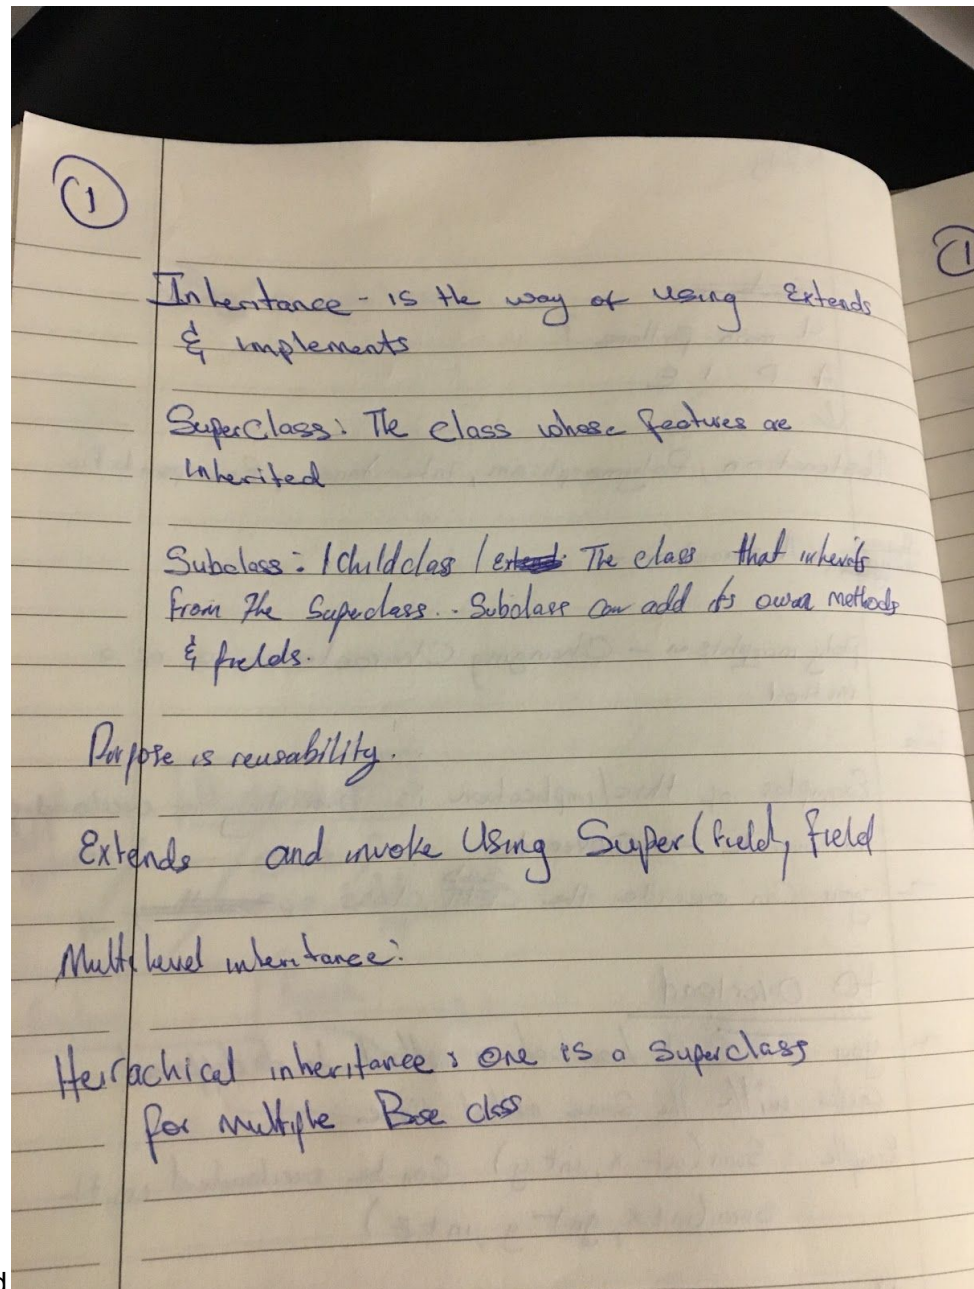 1
1
Inheritance - is the way of using Extends
& implements
SuperClass: The class whose features are
inherited
Subclass: / Childclass / The class that inherits
from the Superclass.. Subclass can add its own methods
& fields.
Purpose is reusability.
Extends and invoke Using Super(field, field
Multilevel inheritance:
Heirachical inheritance: One is a Superclass
for multiple Base class